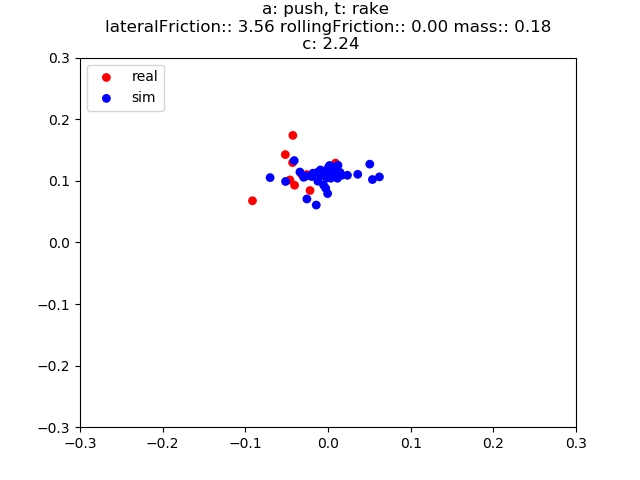 a: push, t: rake
lateralFriction:: 3.56 rollingFriction:: 0.00 mass:: 0.18
c: 2.24
real
sim
0.3
0.2
0.1
0.0
−0.1
−0.2
−0.3
−0.3
−0.2
−0.1
0.0
0.1
0.2
0.3